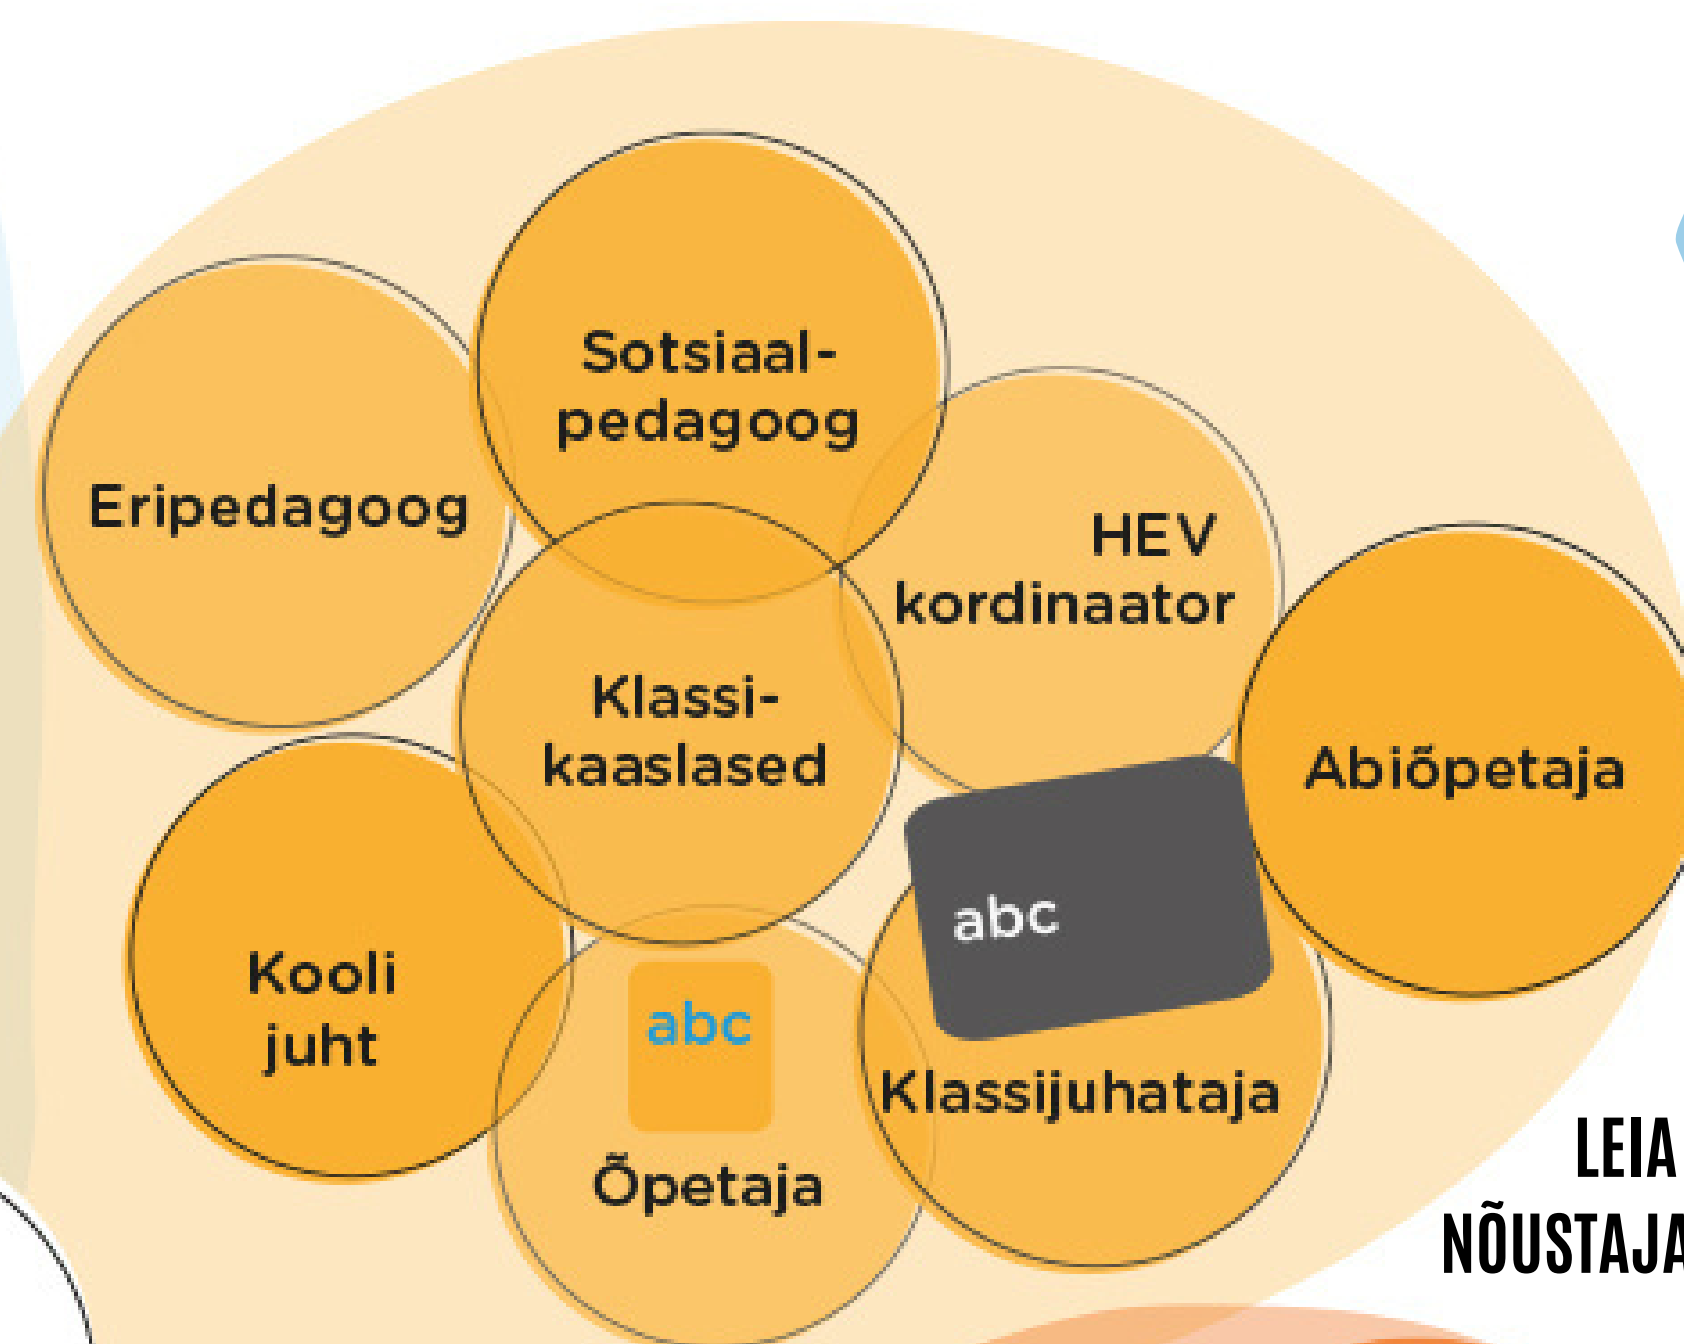 Sotsiaal-
pedagoog
Eripedagoog
HEV
kordinaator
Klassi-
kaaslased
Abiõpetaja
abc
Kooli
juht
abc
Klassijuhataja
Õpetaja
LEIA
NÕUSTAJA